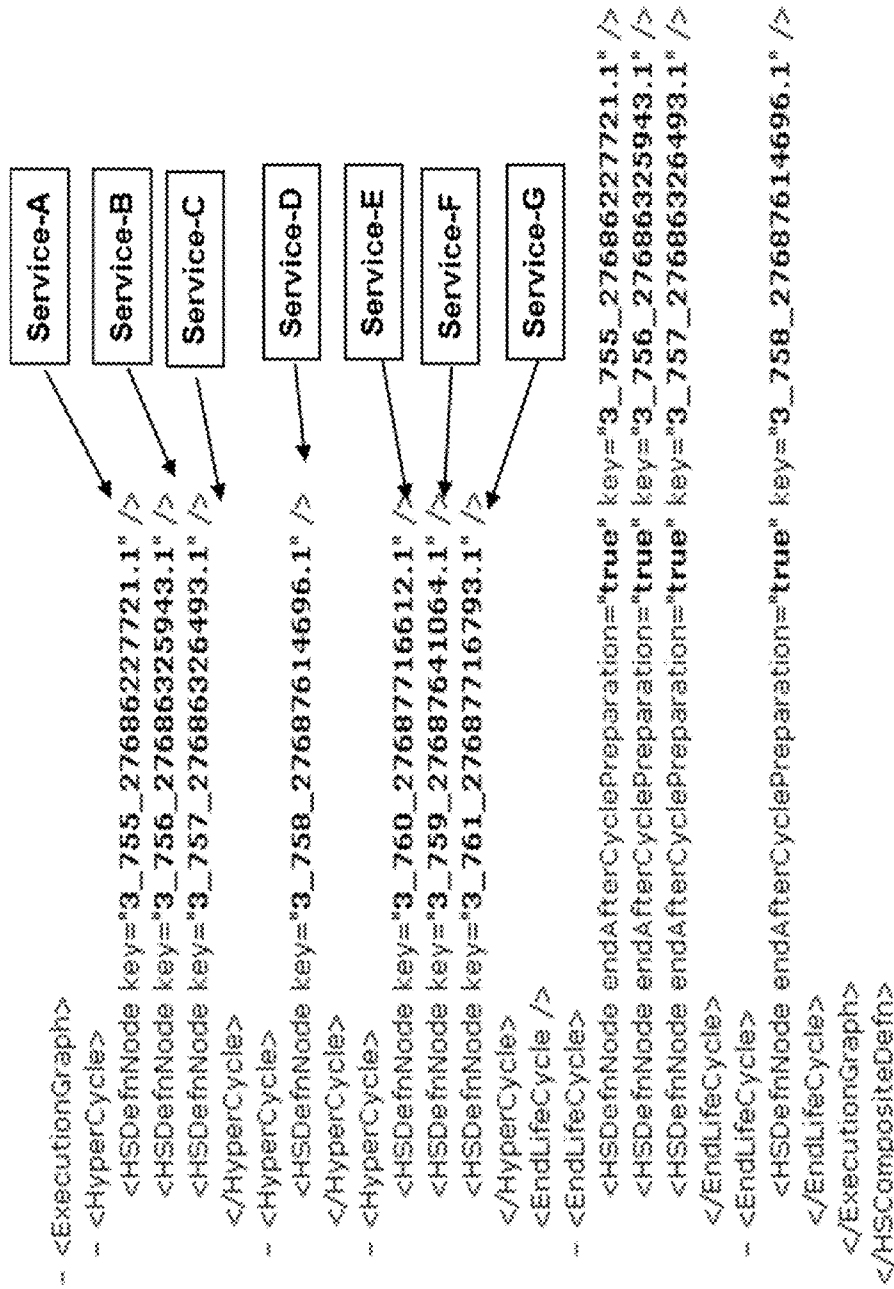 – <ExecutionGraph>
– <HyperCycle>
<HSDefnNode key="3_755_27686227721.1" />
<HSDefnNode key="3_756_27686325943.1" />
<HSDefnNode key="3_757_27686326493.1" />
</HyperCycle>
– <HyperCycle>
<HSDefnNode key="3_758_27687614696.1" />
</HyperCycle>
– <HyperCycle>
<HSDefnNode key="3_760_27687716612.1" />
<HSDefnNode key="3_759_27687641064.1" />
<HSDefnNode key="3_761_27687716793.1" />
</HyperCycle>
<EndLifeCycle />
– <EndLifeCycle>
<HSDefnNode endAfterCyclePreparation="true" key="3_755_27686227721.1" />
<HSDefnNode endAfterCyclePreparation="true" key="3_756_27686325943.1" />
<HSDefnNode endAfterCyclePreparation="true" key="3_757_27686326493.1" />
</EndLifeCycle>
– <EndLifeCycle>
<HSDefnNode endAfterCyclePreparation="true" key="3_758_27687614696.1" />
</EndLifeCycle>
</ExecutionGraph>
</HSCompositeDefn>
Service-A
Service-B
Service-C
Service-D
Service-E
Service-F
Service-G